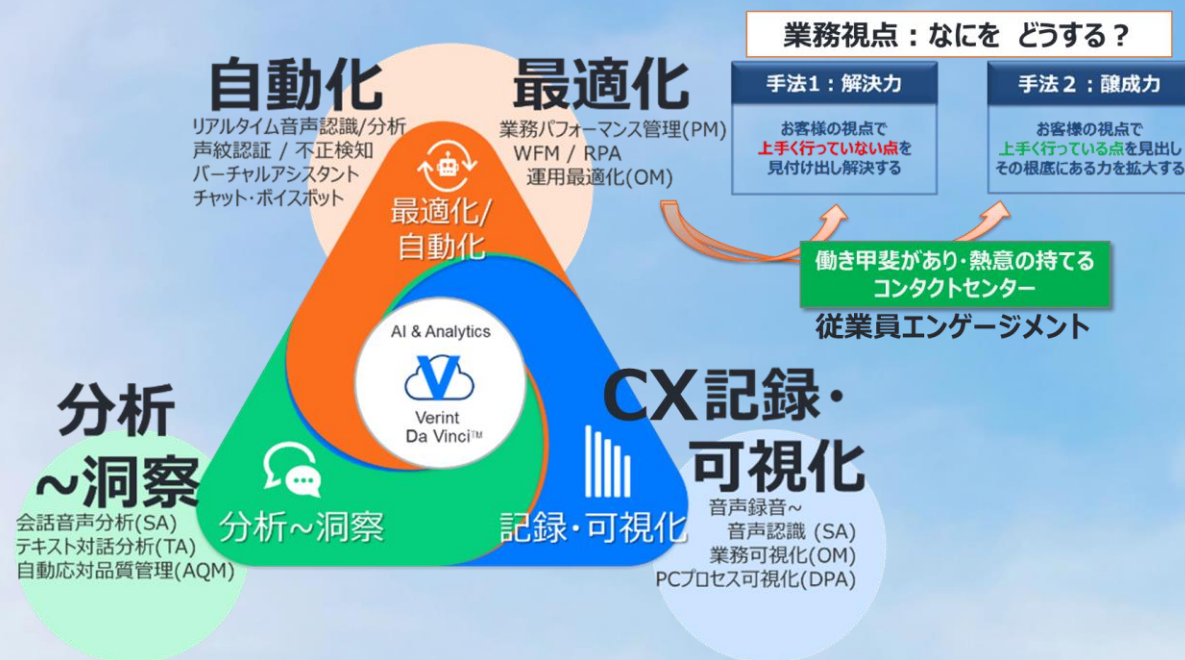 業務視点：なにを どうする？
手法1：解決力
お客様の視点で
上手く行っていない点を
見付け出し解決する
手法２：醸成力
お客様の視点で
上手く行っている点を見出し
その根底にある力を拡大する
働き甲斐があり･熱意の持てる
コンタクトセンター
従業員エンゲージメント
自動化
リアルタイム音声認識/分析
声紋認証 / 不正検知
バーチャルアシスタント
チャット･ボイスボット
最適化
業務パフォーマンス管理(PM)
WFM / RPA
運用最適化(OM)
最適化/
自動化
AI & Analytics
V
Verint
Da Vinci™
分析
～洞察
会話音声分析(SA)
テキスト対話分析(TA)
自動応対品質管理(AQM)
分析～洞察
記録･可視化
CX記録･
可視化
音声録音～
音声認識 (SA)
業務可視化(OM)
PCプロセス可視化(DPA)